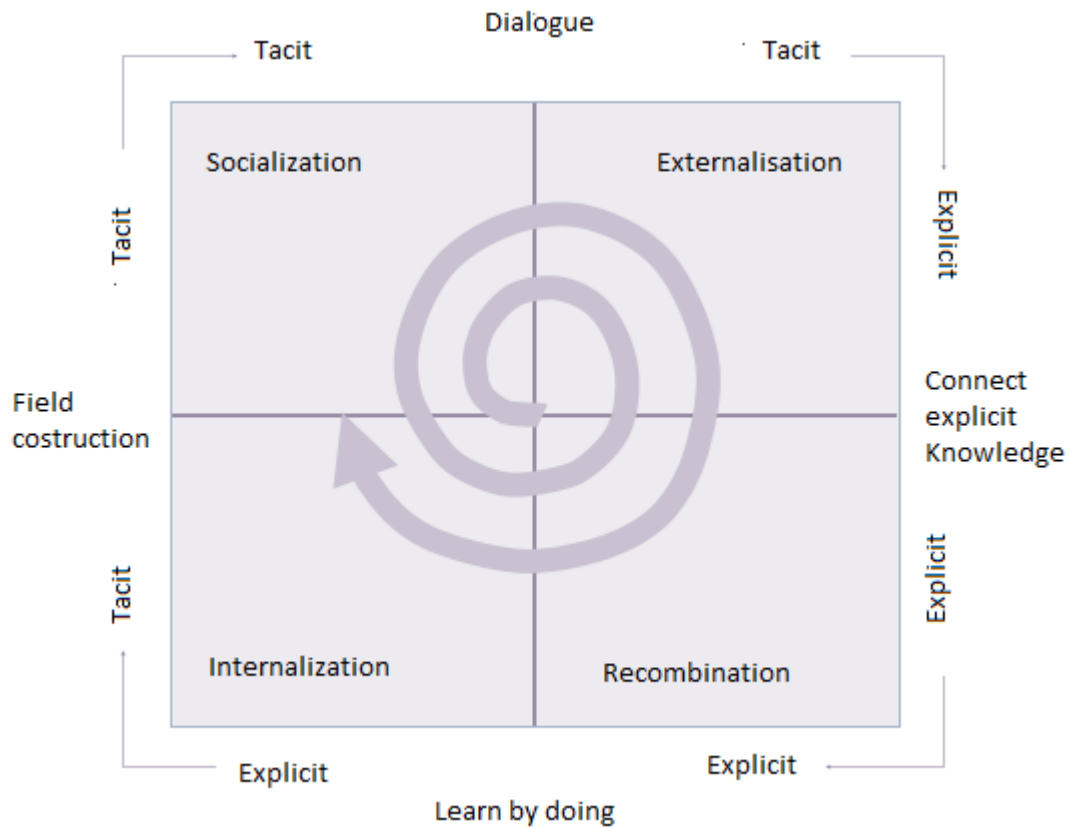 Dialogue
Tacit
Tacit
Socialization
Externalisation
Tacit
Explicit
Field
costruction
Connect
explicit
Knowledge
Tacit
Explicit
Internalization
Recombination
Explicit
Explicit
Learn by doing